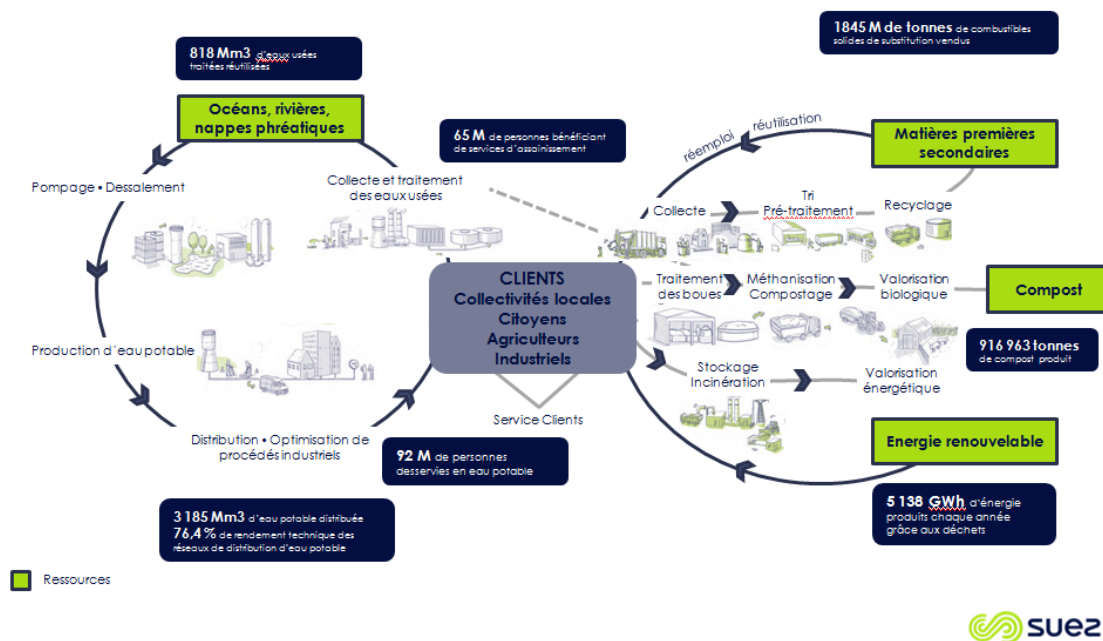 818 Mm3 d'eaux usées
traitées réutilisées
1845 M de tonnes de combustibles
solides de substitution vendus
Océans, rivières,
nappes phréatiques
65 M de personnes bénéficiant
de services d'assainissement
réemploi réutilisation
Matières premières
secondaires
Pompage • Dessalement
Collecte et traitement
des eaux usées
Collecte
Tri
Pré-traitement
Recyclage
CLIENTS
Collectivités locales
Citoyens
Agriculteurs
Industriels
Traitement
des boues
Méthanisation
Compostage
Valorisation
biologique
Compost
916 963 tonnes
de compost produit
Production d'eau potable
Stockage
Incinération
Valorisation
énergétique
Service Clients
Distribution • Optimisation de
procédés industriels
92 M de personnes
desservies en eau potable
Energie renouvelable
5 138 GWh d'énergie
produits chaque année
grâce aux déchets
3 185 Mm3 d'eau potable distribuée
76,4 % de rendement technique des
réseaux de distribution d'eau potable
Ressources
suez